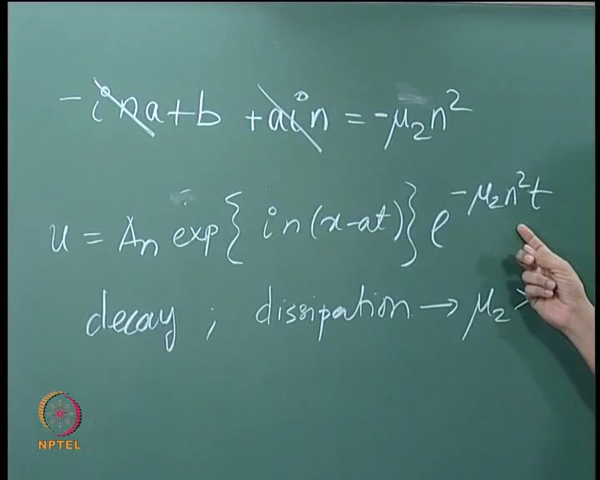 -ina+b +ain = -μ₂n²
u = Aₙ exp{in(x-at)} e^{-μ₂n²t}
decay ; dissipation → μ₂ >
NPTEL